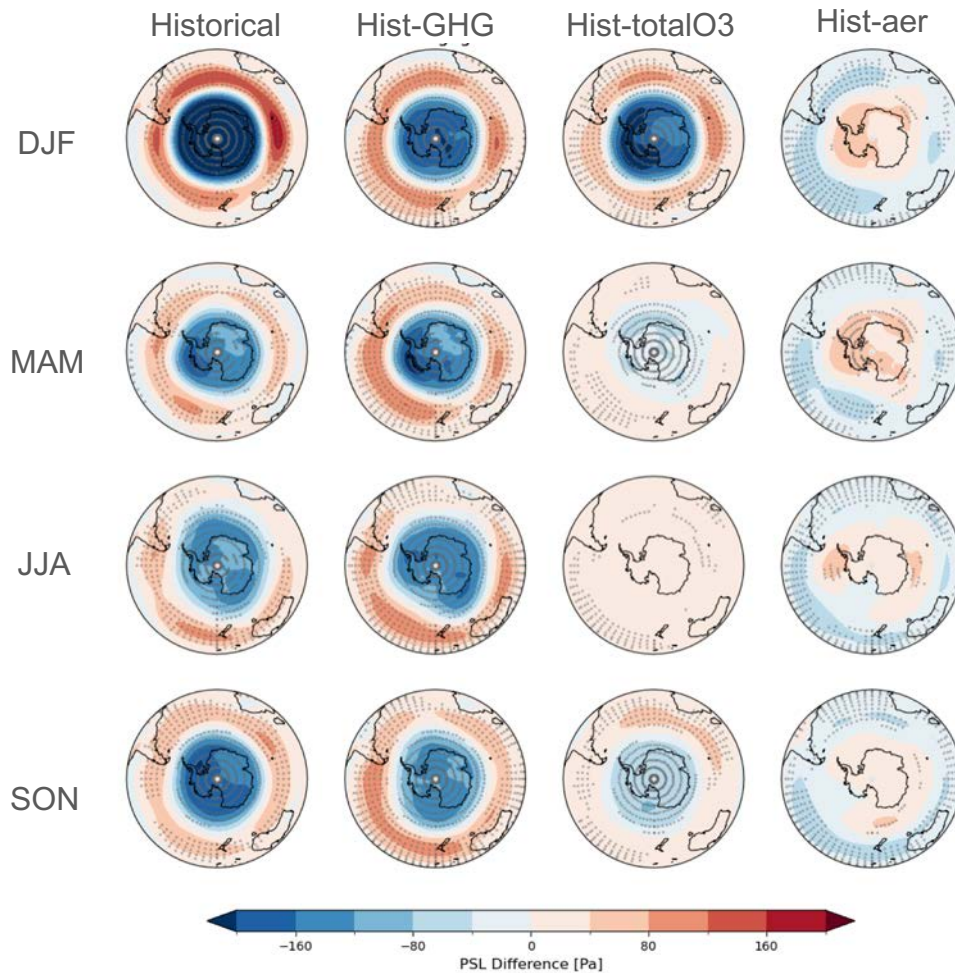 Historical Hist-GHG Hist-totalO3 Hist-aer
DJF
MAM
JJA
SON
−160 −80 0 80 160
PSL Difference [Pa]